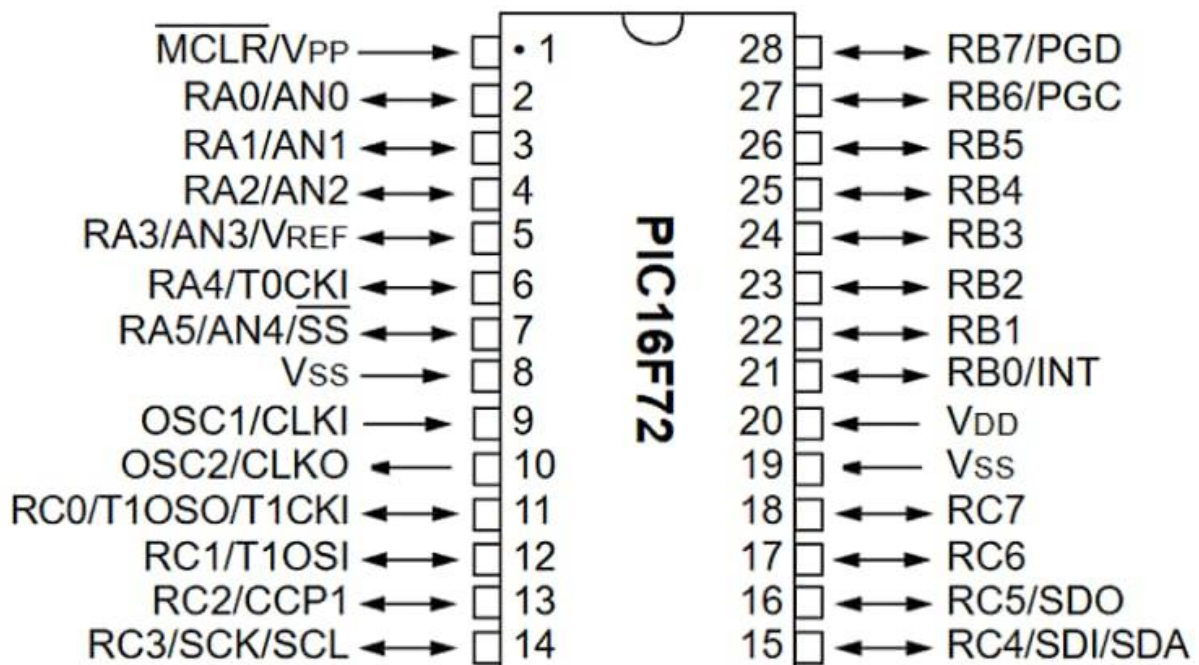 MCLR/VPP • 1 28 RB7/PGD
RA0/AN0 2 27 RB6/PGC
RA1/AN1 3 26 RB5
RA2/AN2 4 25 RB4
RA3/AN3/VREF 5 24 RB3
RA4/T0CKI 6 23 RB2
RA5/AN4/SS 7 22 RB1
VSS 8 21 RB0/INT
OSC1/CLKI 9 20 VDD
OSC2/CLKO 10 19 VSS
RC0/T1OSO/T1CKI 11 18 RC7
RC1/T1OSI 12 17 RC6
RC2/CCP1 13 16 RC5/SDO
RC3/SCK/SCL 14 15 RC4/SDI/SDA
PIC16F72